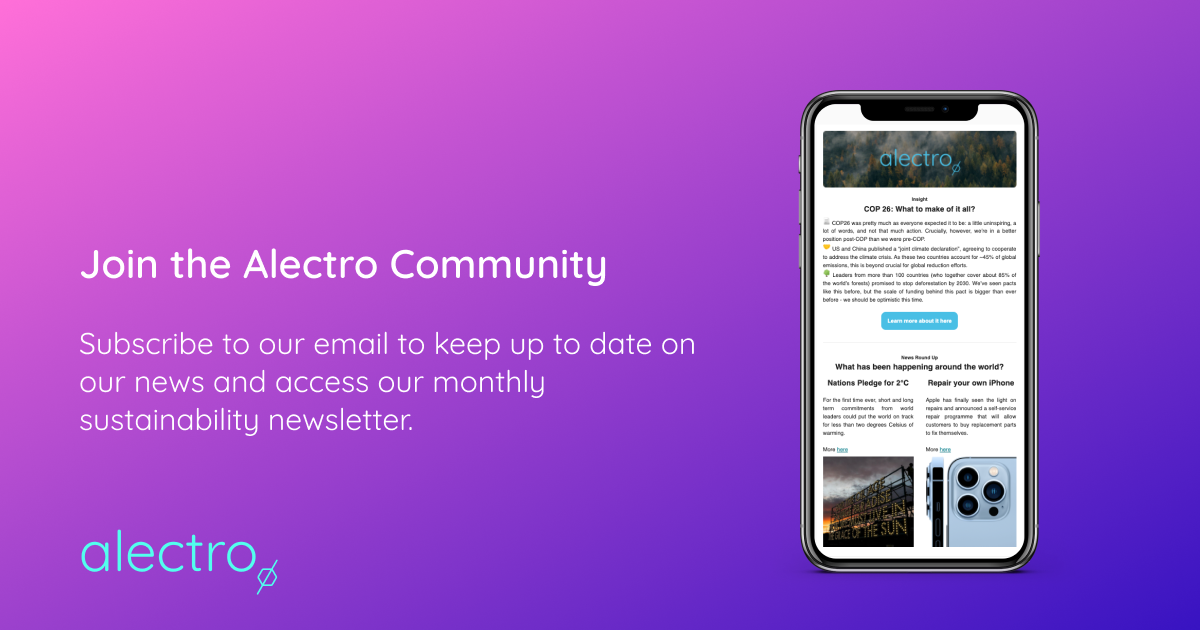 Join the Alectro Community
Subscribe to our email to keep up to date on
our news and access our monthly
sustainability newsletter.
alectro
alectro
Insight
COP 26: What to make of it all?
COP26 was pretty much as everyone expected it to be: a little uninspiring, a
lot of words, and not that much action. Crucially, however, we're in a better
position post-COP than we were pre-COP.
US and China published a "joint climate declaration", agreeing to cooperate
to address the climate crisis. As these two countries account for ~45% of global
emissions, this is beyond crucial for global reduction efforts.
Leaders from more than 100 countries (who together cover about 85% of
the world's forests) promised to stop deforestation by 2030. We've seen pacts
like this before, but the scale of funding behind this pact is bigger than ever
before - we should be optimistic this time.
Learn more about it here
News Round Up
What has been happening around the world?
Nations Pledge for 2°C
For the first time ever, short and long
term commitments from world
leaders could put the world on track
for less than two degrees Celsius of
warming.
More here
Repair your own iPhone
Apple has finally seen the light on
repairs and announced a self-service
repair programme that will allow
customers to buy replacement parts
to fix themselves.
More here
OF THE SUN